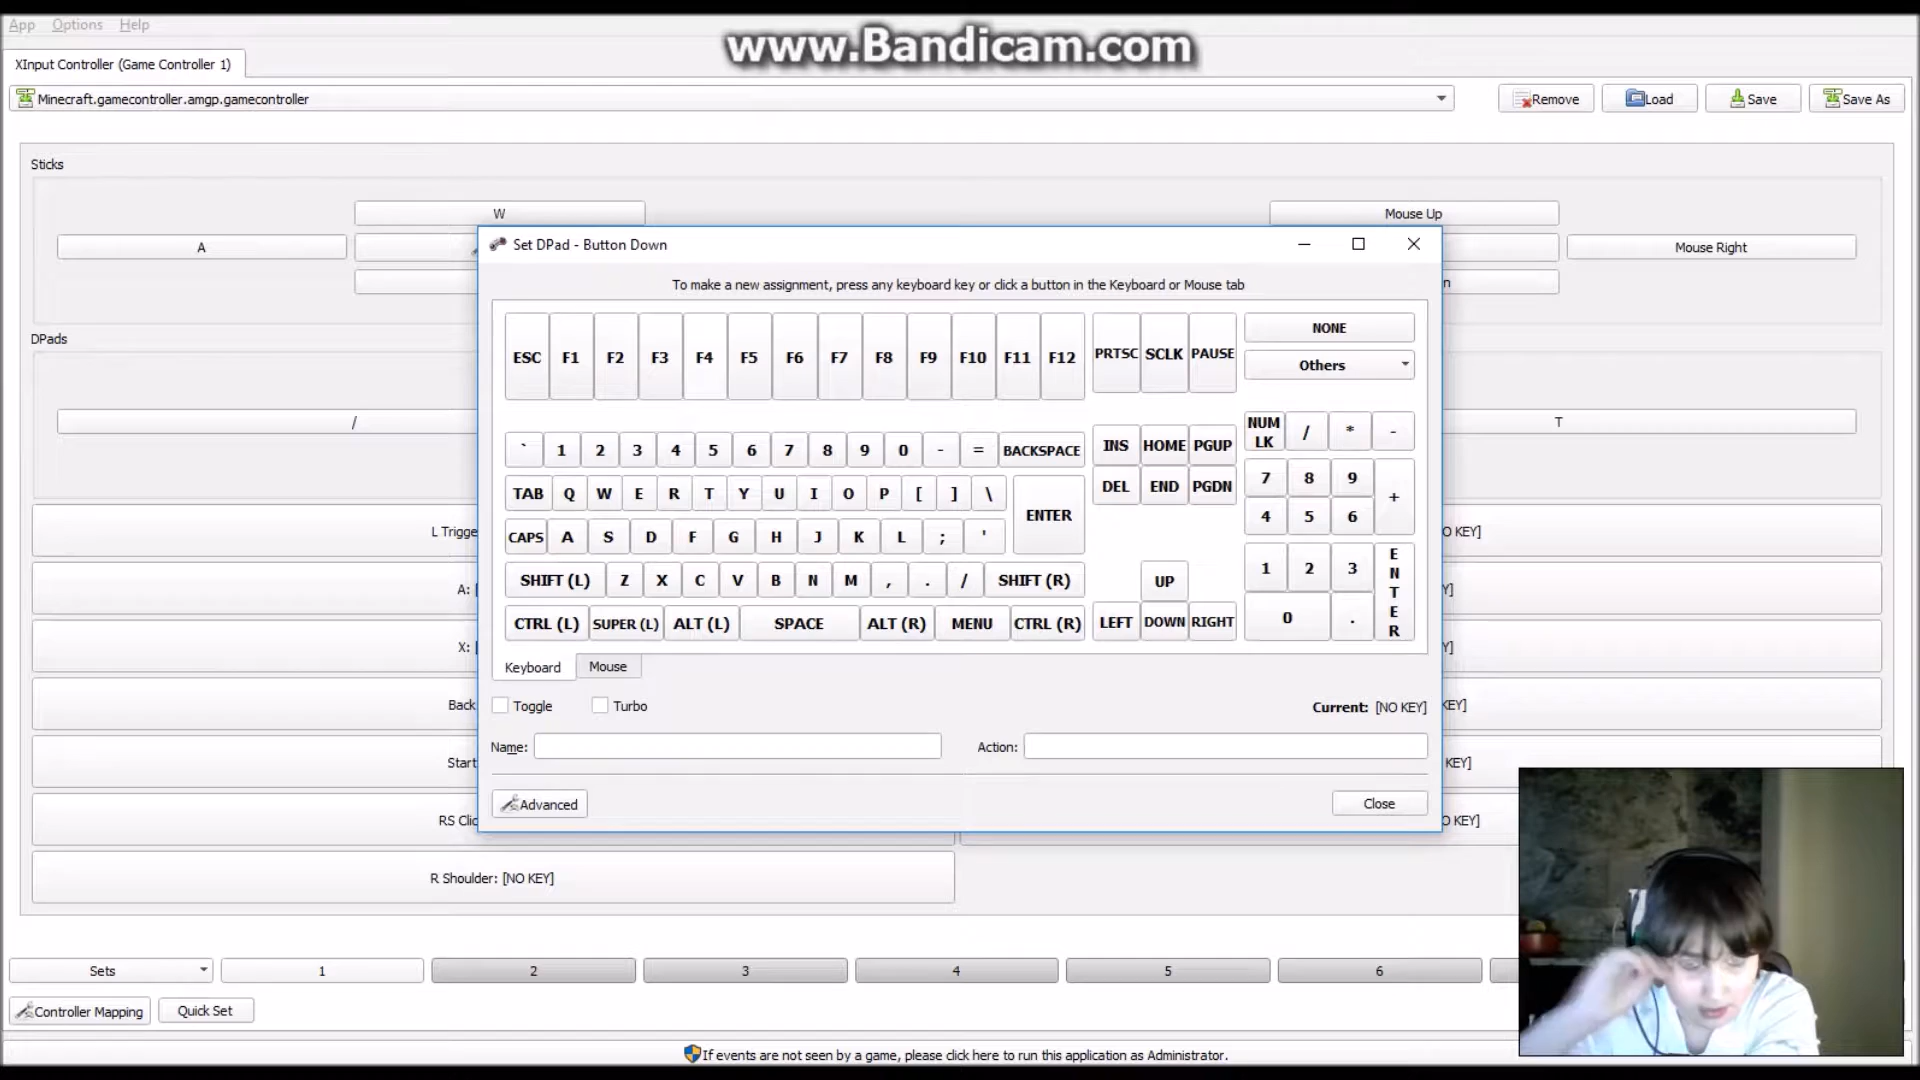 App Options Help
www.Bandicam.com
XInput Controller (Game Controller 1)
Minecraft.gamecontroller.amgp.gamecontroller
Remove
Load
Save
Save As
Sticks
W
Mouse Up
A
Mouse Right
Set DPad - Button Down
To make a new assignment, press any keyboard key or click a button in the Keyboard or Mouse tab
ESC F1 F2 F3 F4 F5 F6 F7 F8 F9 F10 F11 F12 PRTSC SCLK PAUSE
NONE
Others
DPads
/
T
` 1 2 3 4 5 6 7 8 9 0 - = BACKSPACE INS HOME PGUP NUM LK / * -
TAB Q W E R T Y U I O P [ ] \ DEL END PGDN 7 8 9 +
CAPS A S D F G H J K L ; ' ENTER 4 5 6
SHIFT (L) Z X C V B N M , . / SHIFT (R) UP 1 2 3 ENTER
CTRL (L) SUPER (L) ALT (L) SPACE ALT (R) MENU CTRL (R) LEFT DOWN RIGHT 0 .
Keyboard Mouse
Toggle Turbo Current: [NO KEY]
Name: Action:
Advanced Close
L Trigge
O KEY]
A: [
Y]
X: [
Y]
Back
KEY]
Start
KEY]
RS Clic
O KEY]
R Shoulder: [NO KEY]
Sets 1 2 3 4 5 6
Controller Mapping Quick Set
If events are not seen by a game, please click here to run this application as Administrator.